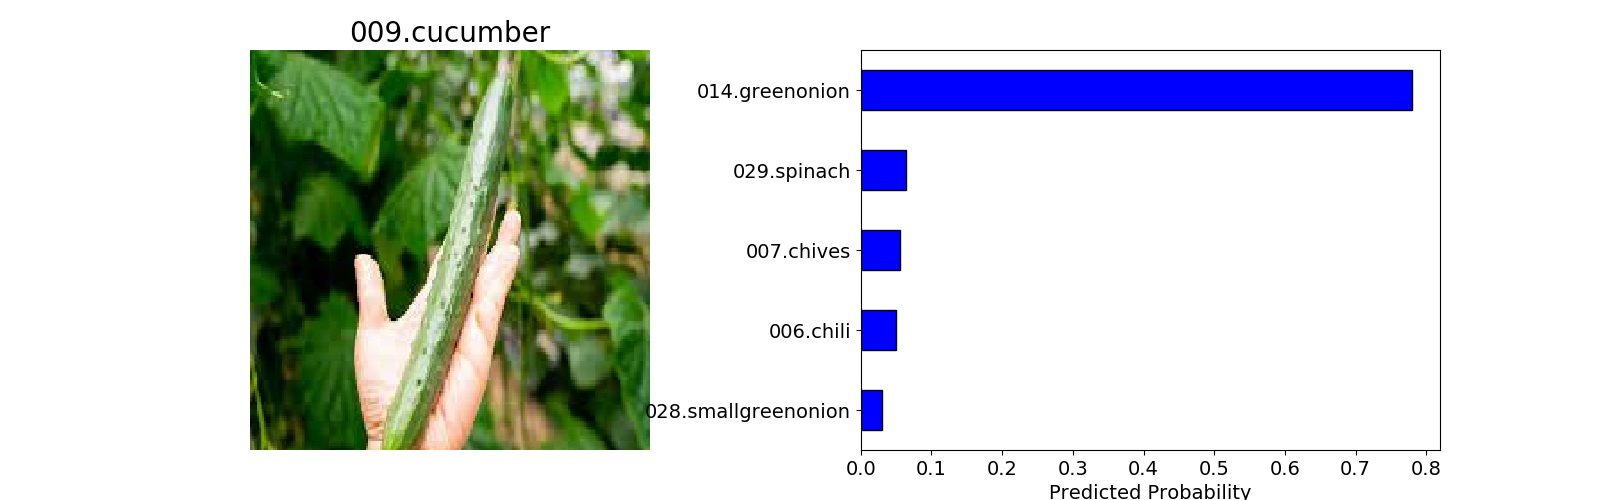 009.cucumber
014.greenonion
029.spinach
007.chives
006.chili
028.smallgreenonion
0.0 0.1 0.2 0.3 0.4 0.5 0.6 0.7 0.8
Predicted Probability